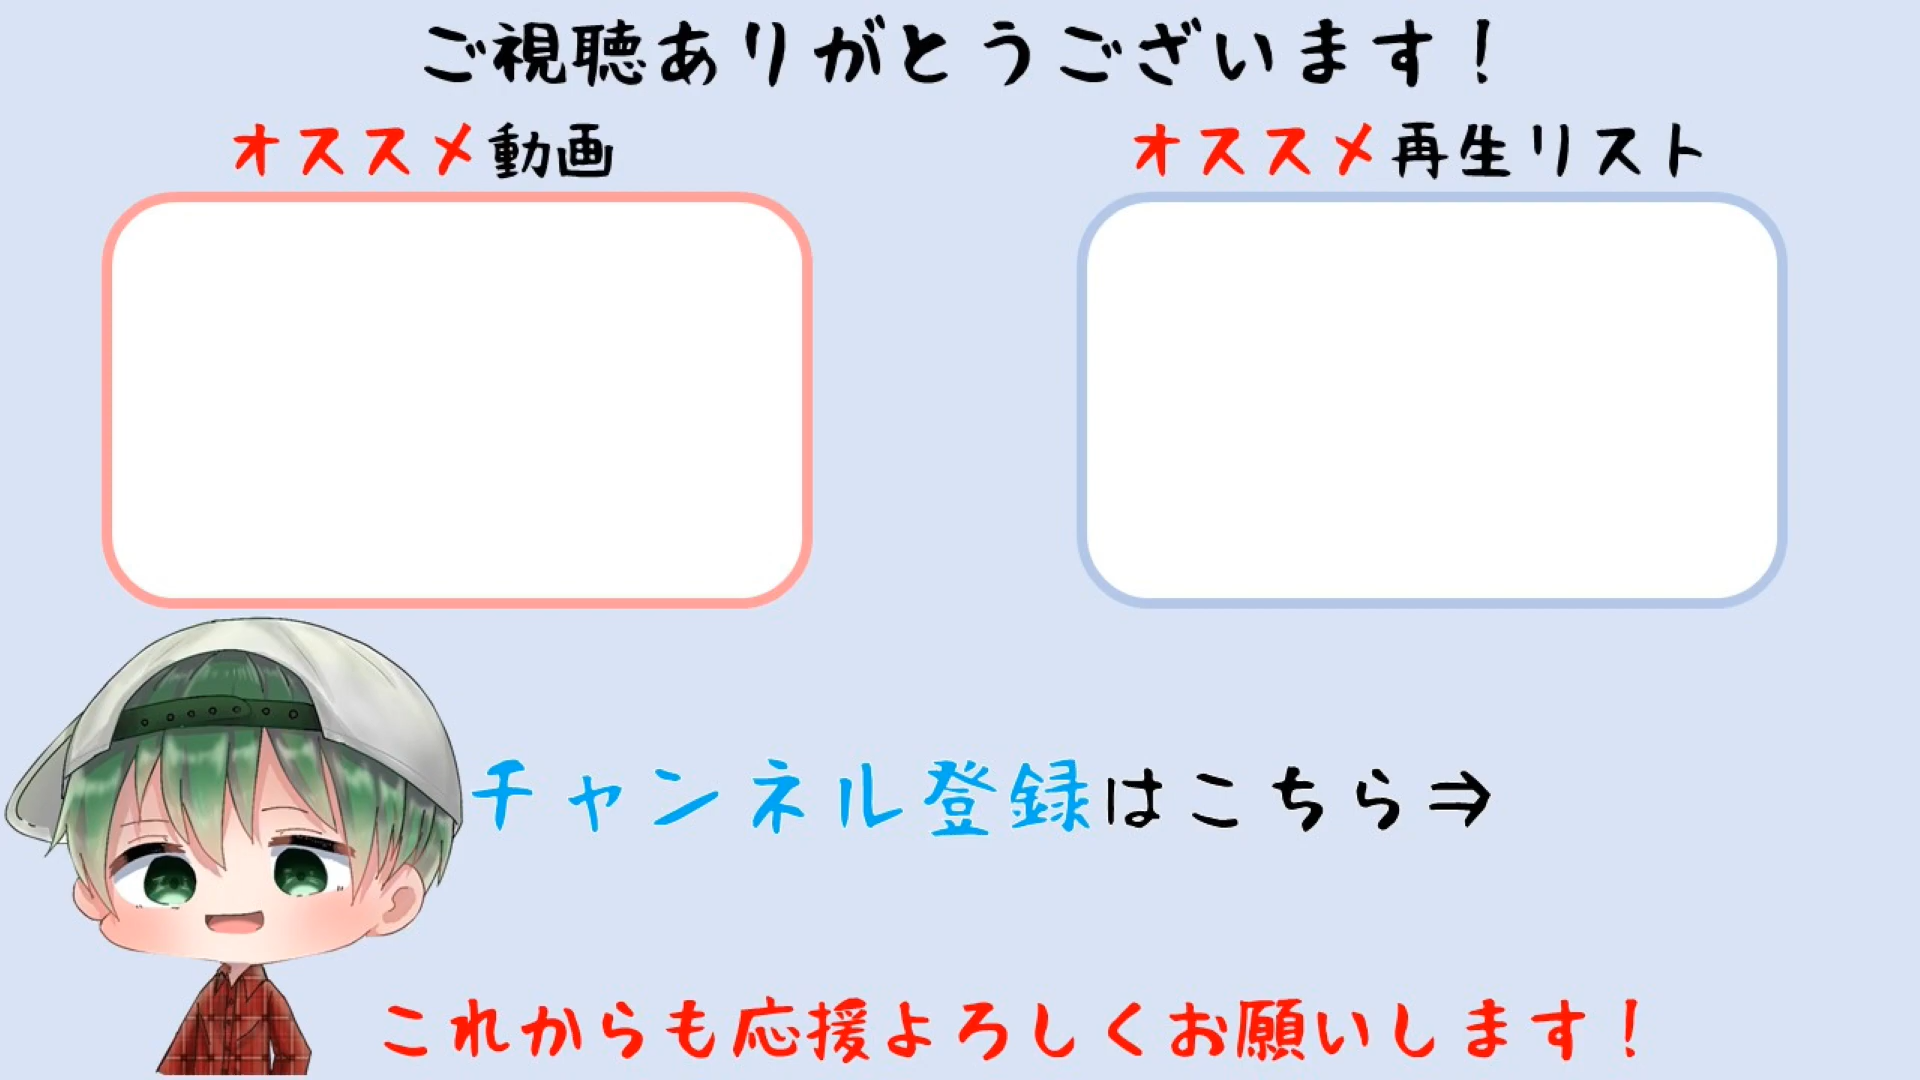 ご視聴ありがとうございます！
オススメ動画
オススメ再生リスト
チャンネル登録はこちら⇒
これからも応援よろしくお願いします！